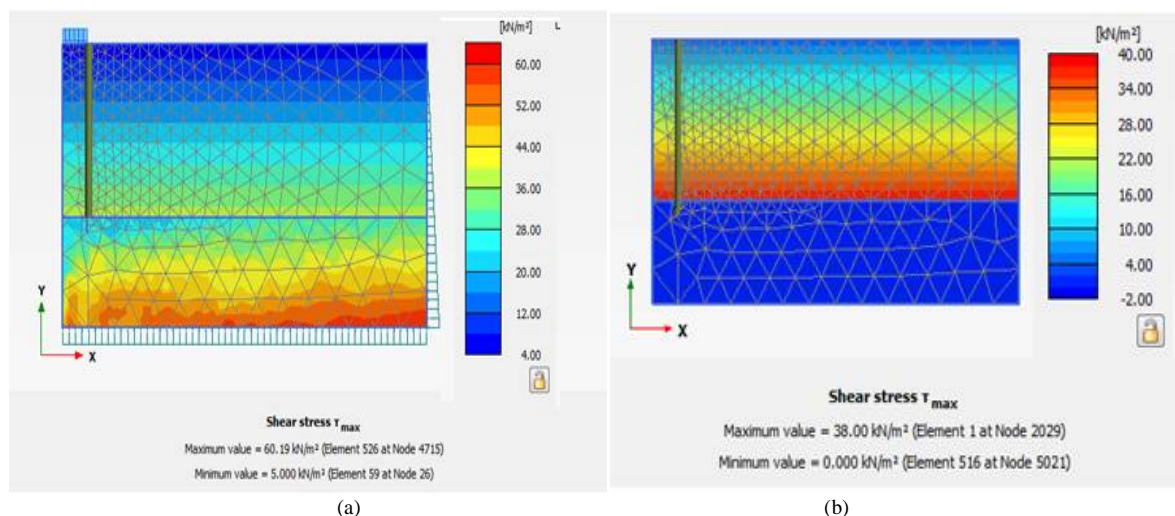 [kN/m²]
60.00
52.00
44.00
36.00
28.00
20.00
12.00
4.00
Y
X
Shear stress τmax
Maximum value = 60.19 kN/m² (Element 526 at Node 4715)
Minimum value = 5.000 kN/m² (Element 59 at Node 26)
(a)
[kN/m²]
40.00
34.00
28.00
22.00
16.00
10.00
4.00
-2.00
Y
X
Shear stress τmax
Maximum value = 38.00 kN/m² (Element 1 at Node 2029)
Minimum value = 0.000 kN/m² (Element 516 at Node 5021)
(b)